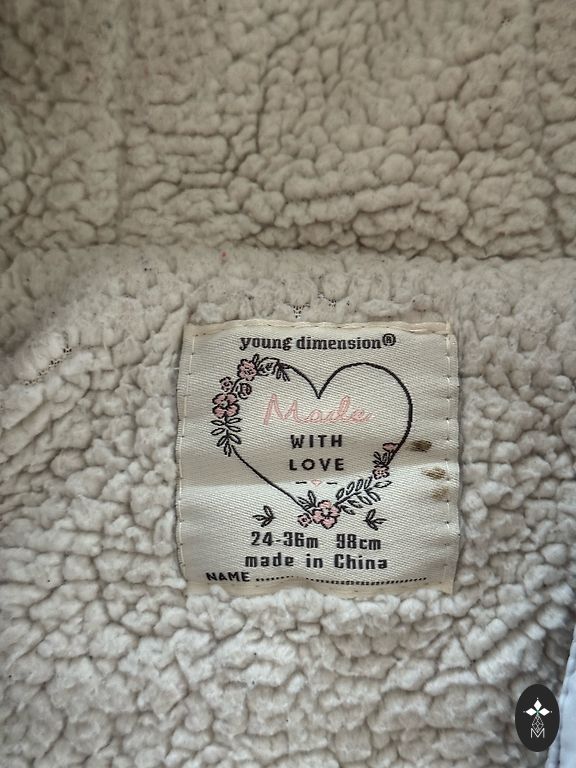 young dimension®
Made
WITH
LOVE
24-36m 98cm
made in China
NAME ........................................
M